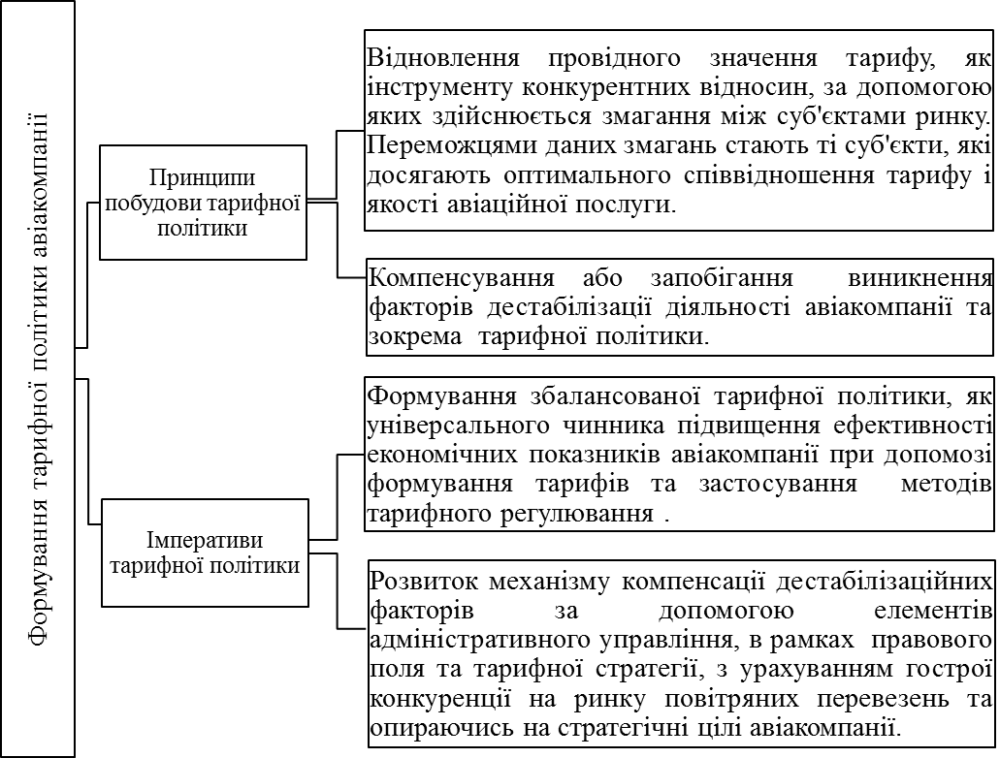 Формування тарифної політики авіакомпанії
Принципи
побудови тарифної
політики
Відновлення провідного значення тарифу, як
інструменту конкурентних відносин, за допомогою
яких здійснюється змагання між суб'єктами ринку.
Переможцями даних змагань стають ті суб'єкти, які
досягають оптимального співвідношення тарифу і
якості авіаційної послуги.
Компенсування або запобігання виникнення
факторів дестабілізації діяльності авіакомпанії та
зокрема тарифної політики.
Імперативи
тарифної політики
Формування збалансованої тарифної політики, як
універсального чинника підвищення ефективності
економічних показників авіакомпанії при допомозі
формування тарифів та застосування методів
тарифного регулювання .
Розвиток механізму компенсації дестабілізаційних
факторів за допомогою елементів
адміністративного управління, в рамках правового
поля та тарифної стратегії, з урахуванням гострої
конкуренції на ринку повітряних перевезень та
опираючись на стратегічні цілі авіакомпанії.